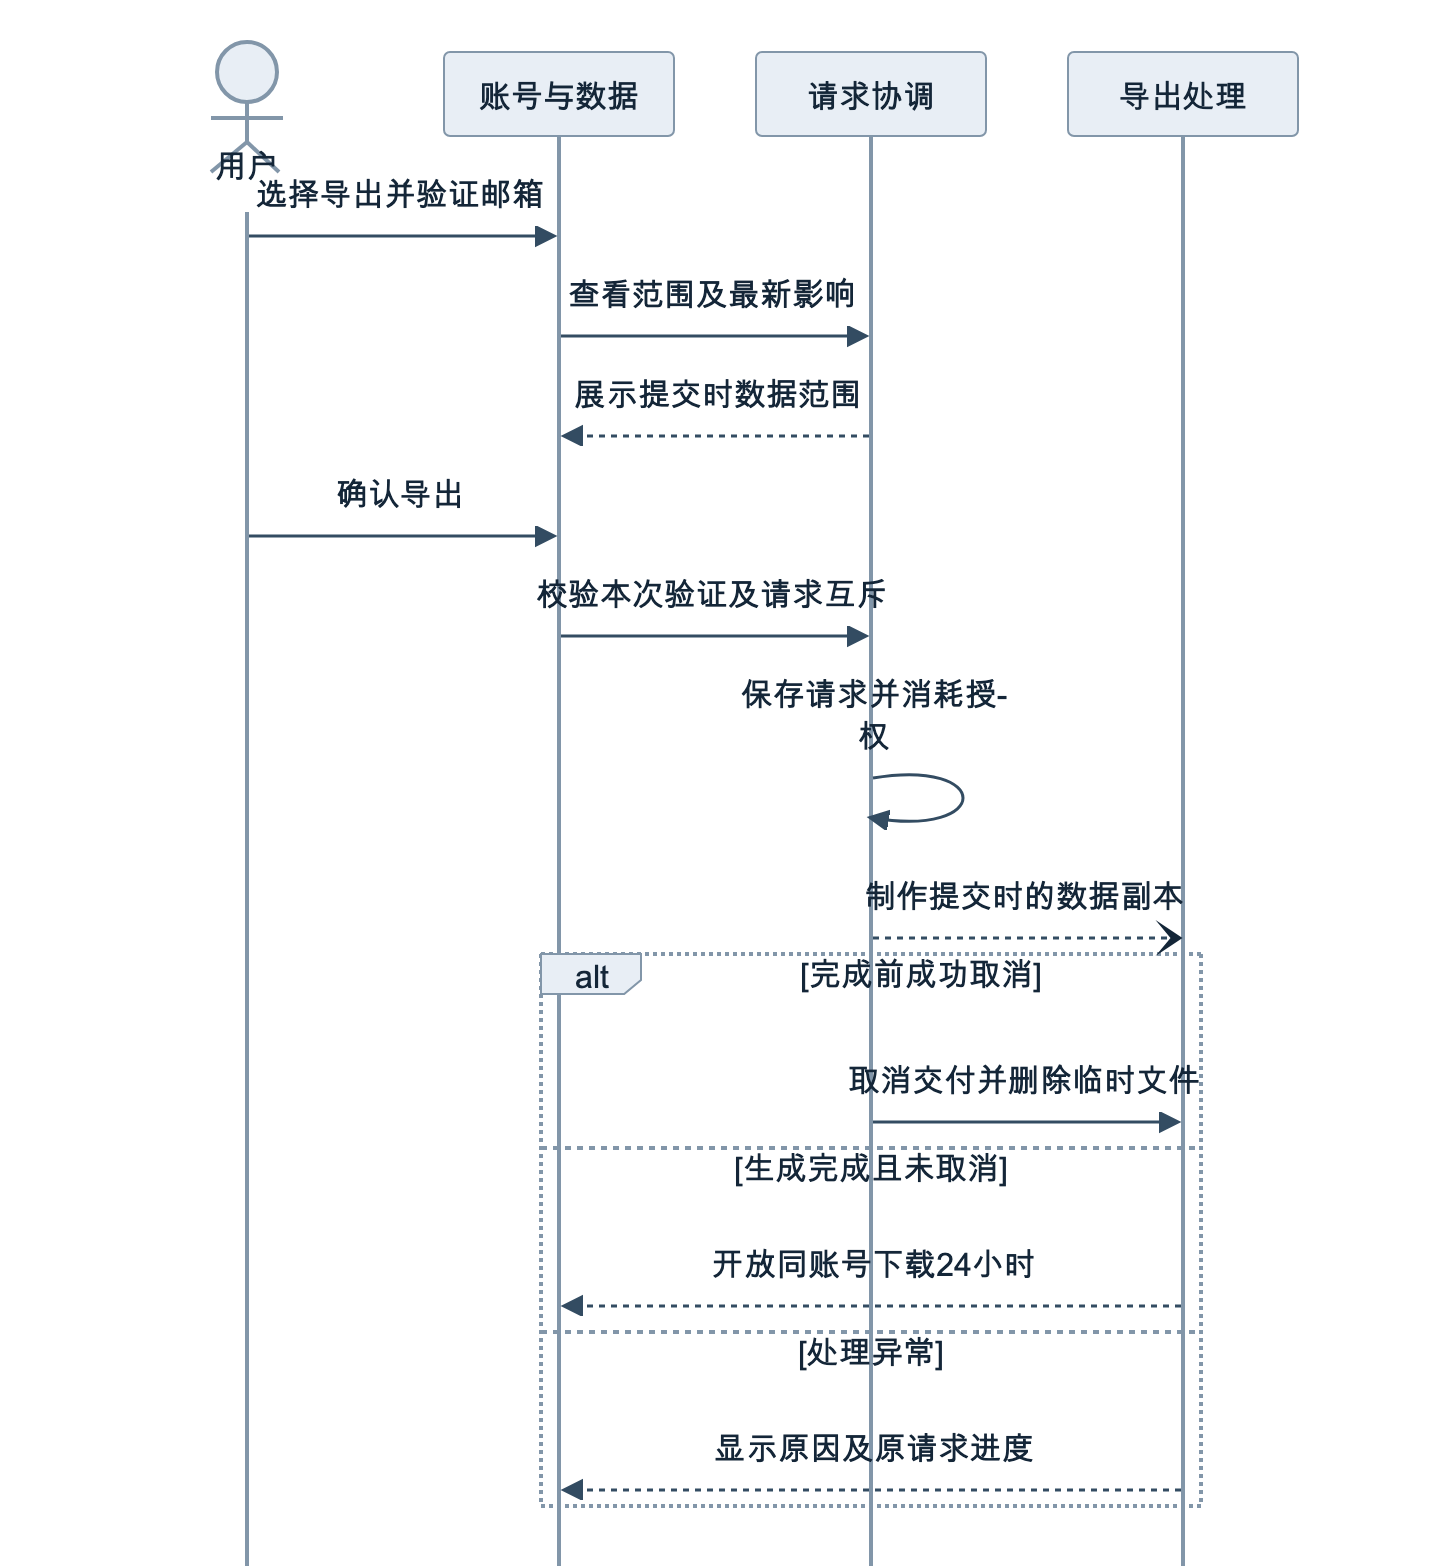 用户
账号与数据
请求协调
导出处理
选择导出并验证邮箱
查看范围及最新影响
展示提交时数据范围
确认导出
校验本次验证及请求互斥
保存请求并消耗授-
权
制作提交时的数据副本
alt
[完成前成功取消]
取消交付并删除临时文件
[生成完成且未取消]
开放同账号下载24小时
[处理异常]
显示原因及原请求进度